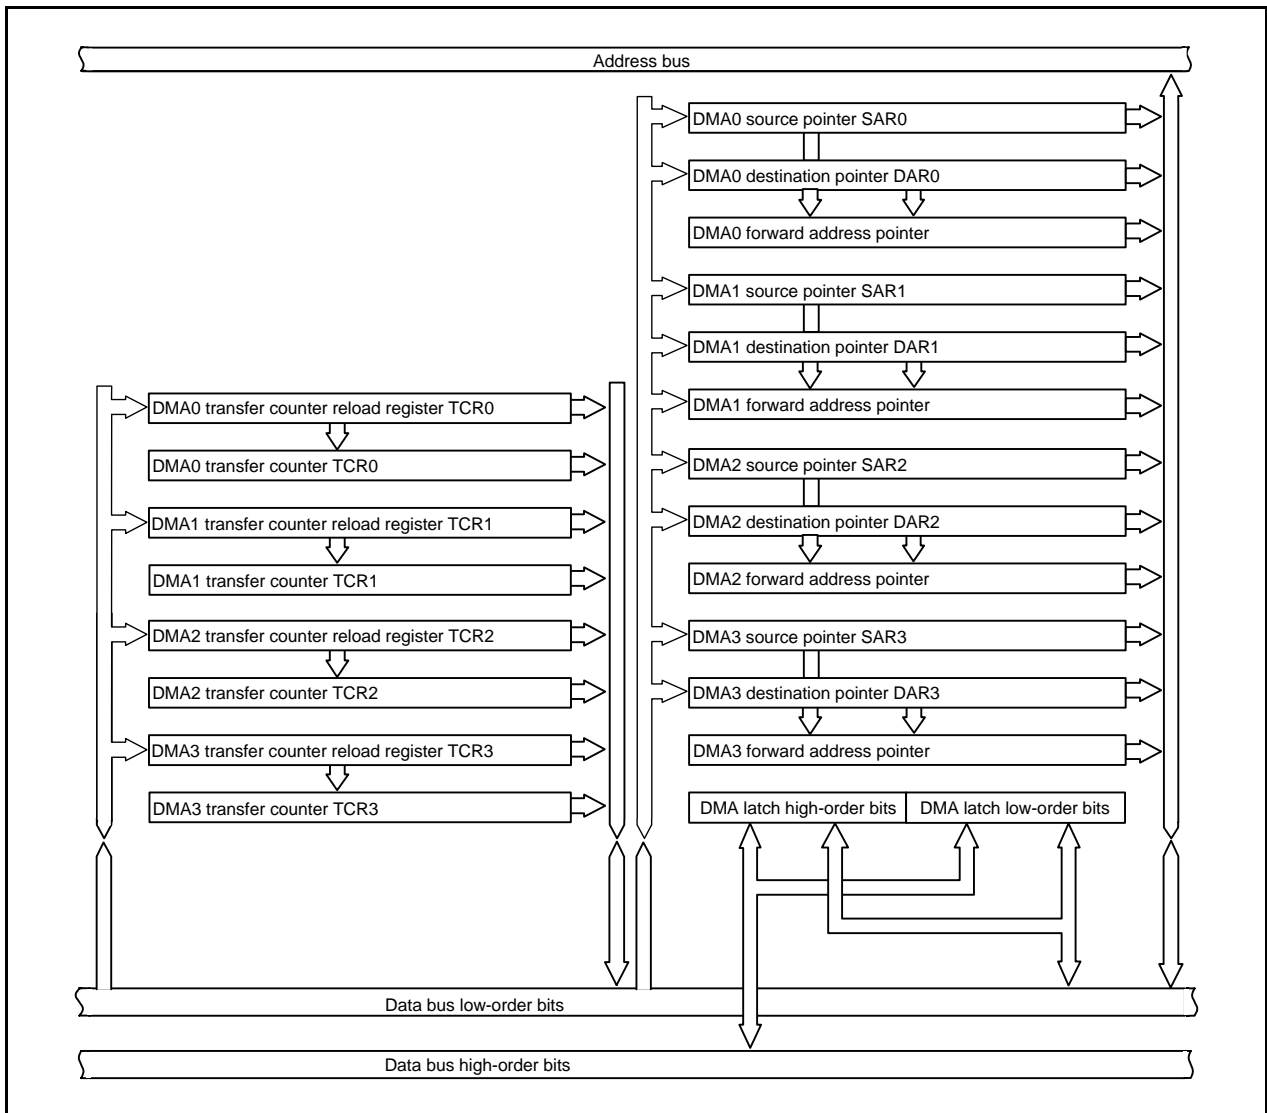 Address bus
DMA0 source pointer SAR0
DMA0 destination pointer DAR0
DMA0 forward address pointer
DMA1 source pointer SAR1
DMA1 destination pointer DAR1
DMA1 forward address pointer
DMA2 source pointer SAR2
DMA2 destination pointer DAR2
DMA2 forward address pointer
DMA3 source pointer SAR3
DMA3 destination pointer DAR3
DMA3 forward address pointer
DMA0 transfer counter reload register TCR0
DMA0 transfer counter TCR0
DMA1 transfer counter reload register TCR1
DMA1 transfer counter TCR1
DMA2 transfer counter reload register TCR2
DMA2 transfer counter TCR2
DMA3 transfer counter reload register TCR3
DMA3 transfer counter TCR3
DMA latch high-order bits
DMA latch low-order bits
Data bus low-order bits
Data bus high-order bits